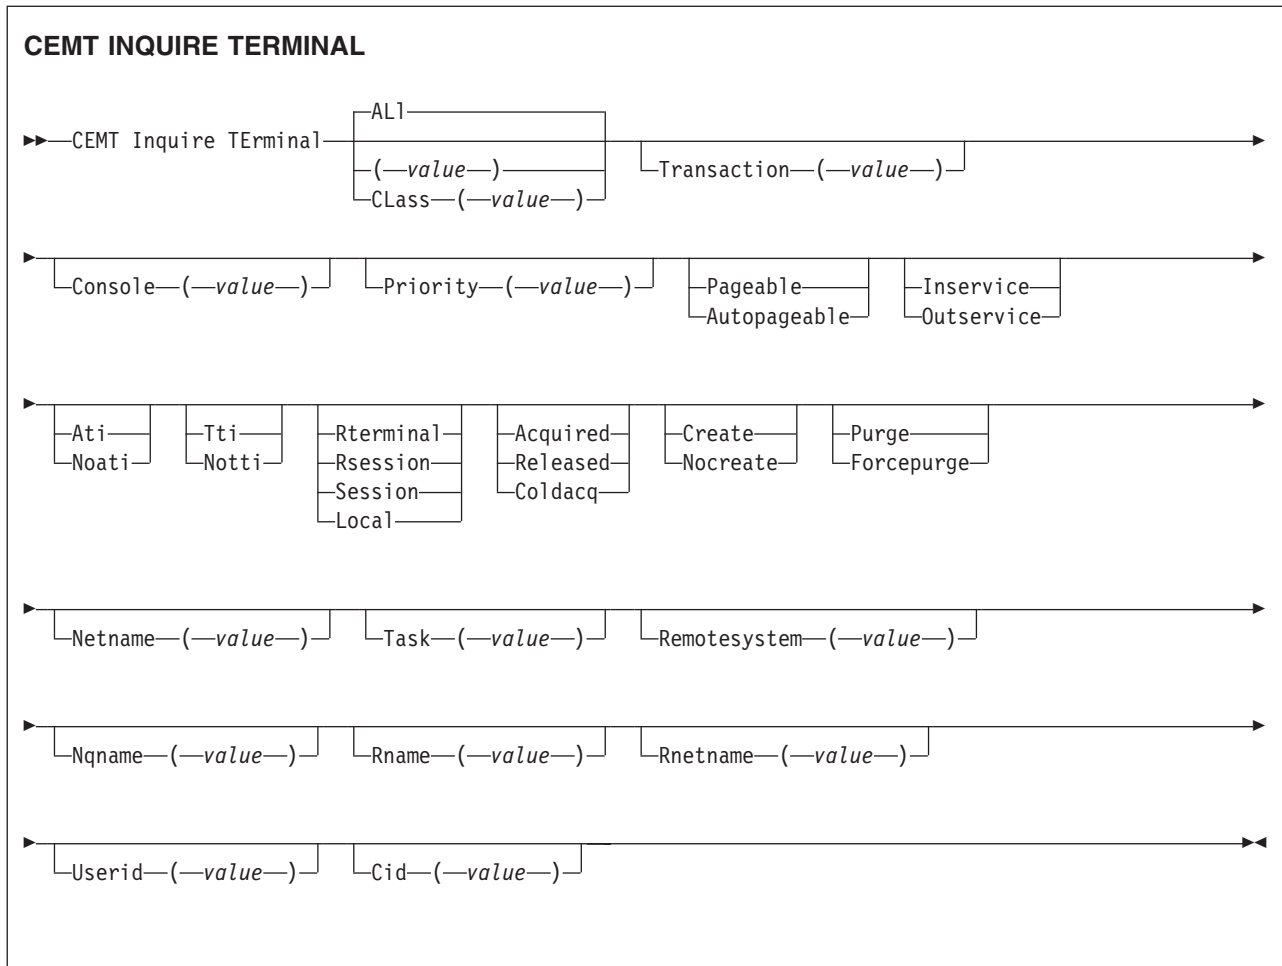 CEMT INQUIRE TERMINAL
ALl
CEMT Inquire TErminal
(value)
Transaction (value)
CLass (value)
Console (value) Priority (value) Pageable Inservice
Autopageable Outservice
Ati Tti Rterminal Acquired Create Purge
Noati Notti Rsession Released Nocreate Forcepurge
Session Coldacq
Local
Netname (value) Task (value) Remotesystem (value)
Nqname (value) Rname (value) Rnetname (value)
Userid (value) Cid (value)